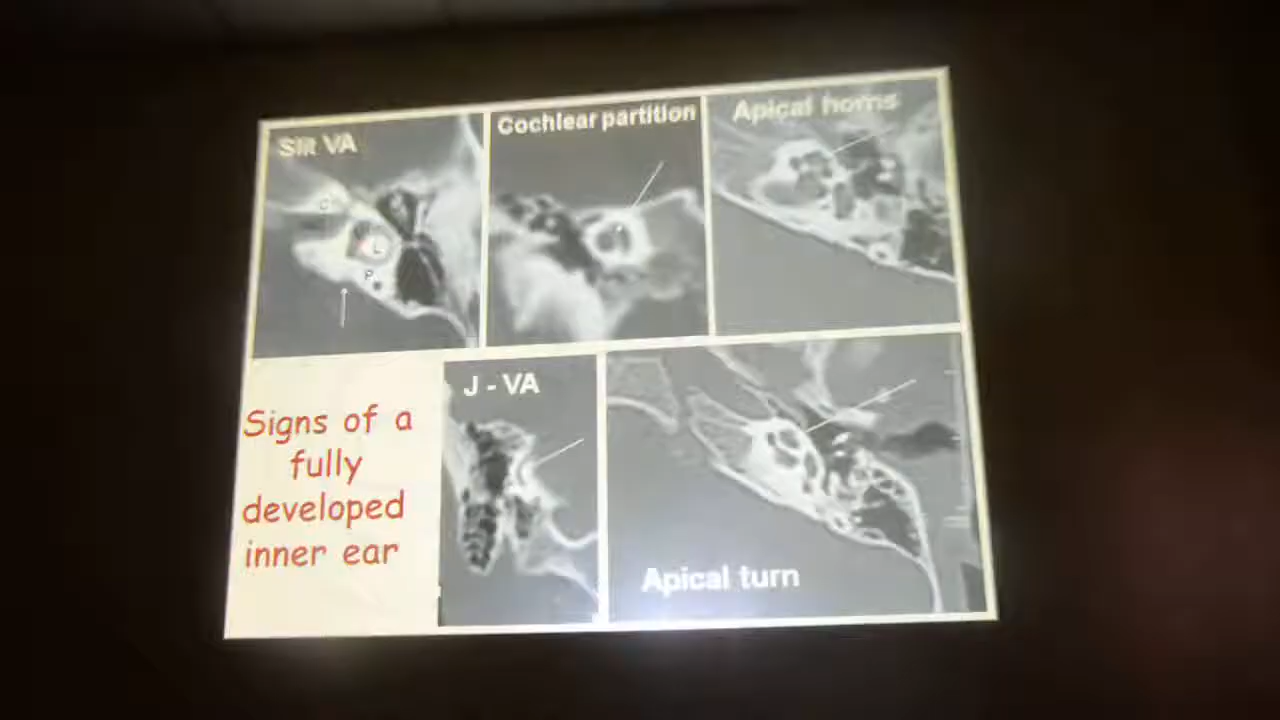 SIR VA
Cochlear partition
Apical horns
C
L
P
J - VA
Signs of a
fully
developed
inner ear
Apical turn